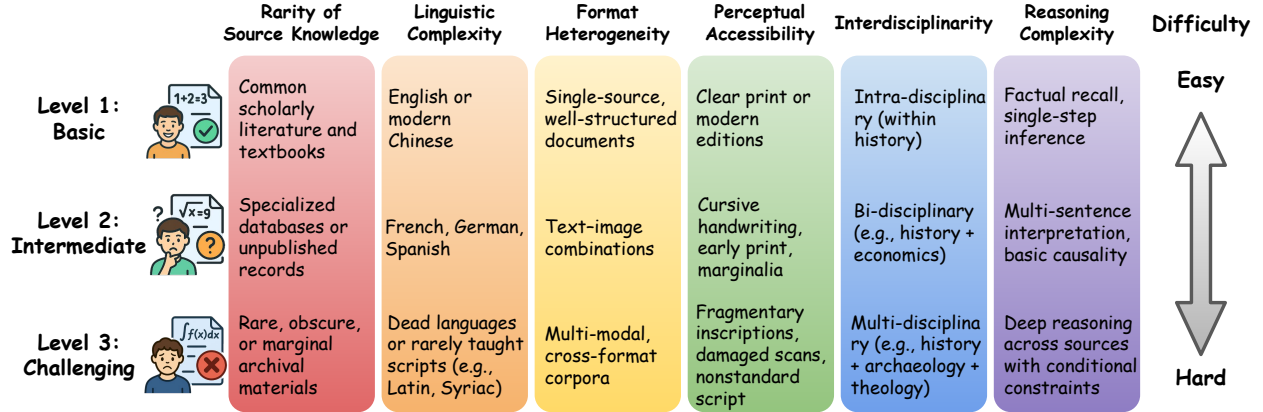 Rarity of
Source Knowledge
Linguistic
Complexity
Format
Heterogeneity
Perceptual
Accessibility
Interdisciplinarity
Reasoning
Complexity
Difficulty
Level 1:
Basic
1+2=3
Common
scholarly
literature and
textbooks
English or
modern
Chinese
Single-source,
well-structured
documents
Clear print or
modern
editions
Intra-disciplina
ry (within
history)
Factual recall,
single-step
inference
Easy
Level 2:
Intermediate
?
√x=9
?
Specialized
databases or
unpublished
records
French, German,
Spanish
Text-image
combinations
Cursive
handwriting,
early print,
marginalia
Bi-disciplinary
(e.g., history +
economics)
Multi-sentence
interpretation,
basic causality
Level 3:
Challenging
∫f(x)dx
Rare, obscure,
or marginal
archival
materials
Dead languages
or rarely taught
scripts (e.g.,
Latin, Syriac)
Multi-modal,
cross-format
corpora
Fragmentary
inscriptions,
damaged scans,
nonstandard
script
Multi-disciplina
ry (e.g., history
+ archaeology +
theology)
Deep reasoning
across sources
with conditional
constraints
Hard